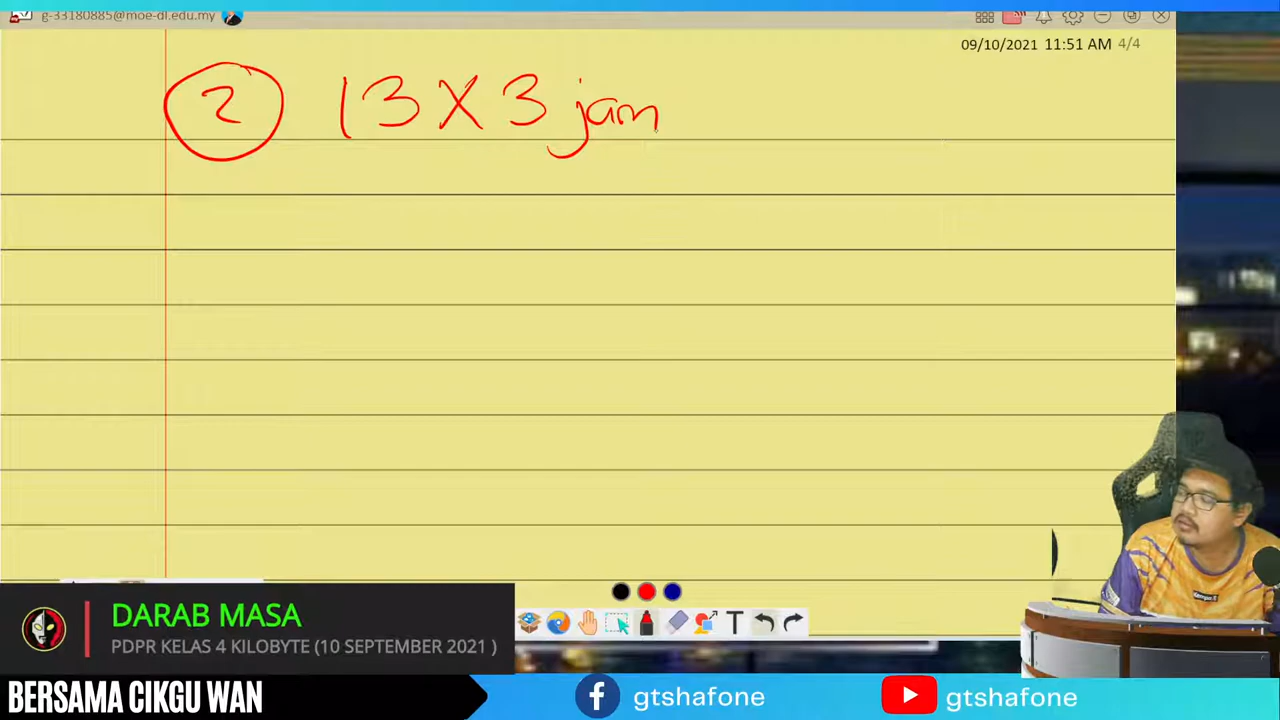 g-33180885@moe-dl.edu.my
09/10/2021 11:51 AM 4/4
2 13 X 3 jam
T
DARAB MASA
PDPR KELAS 4 KILOBYTE (10 SEPTEMBER 2021 )
BERSAMA CIKGU WAN
gtshafone
gtshafone